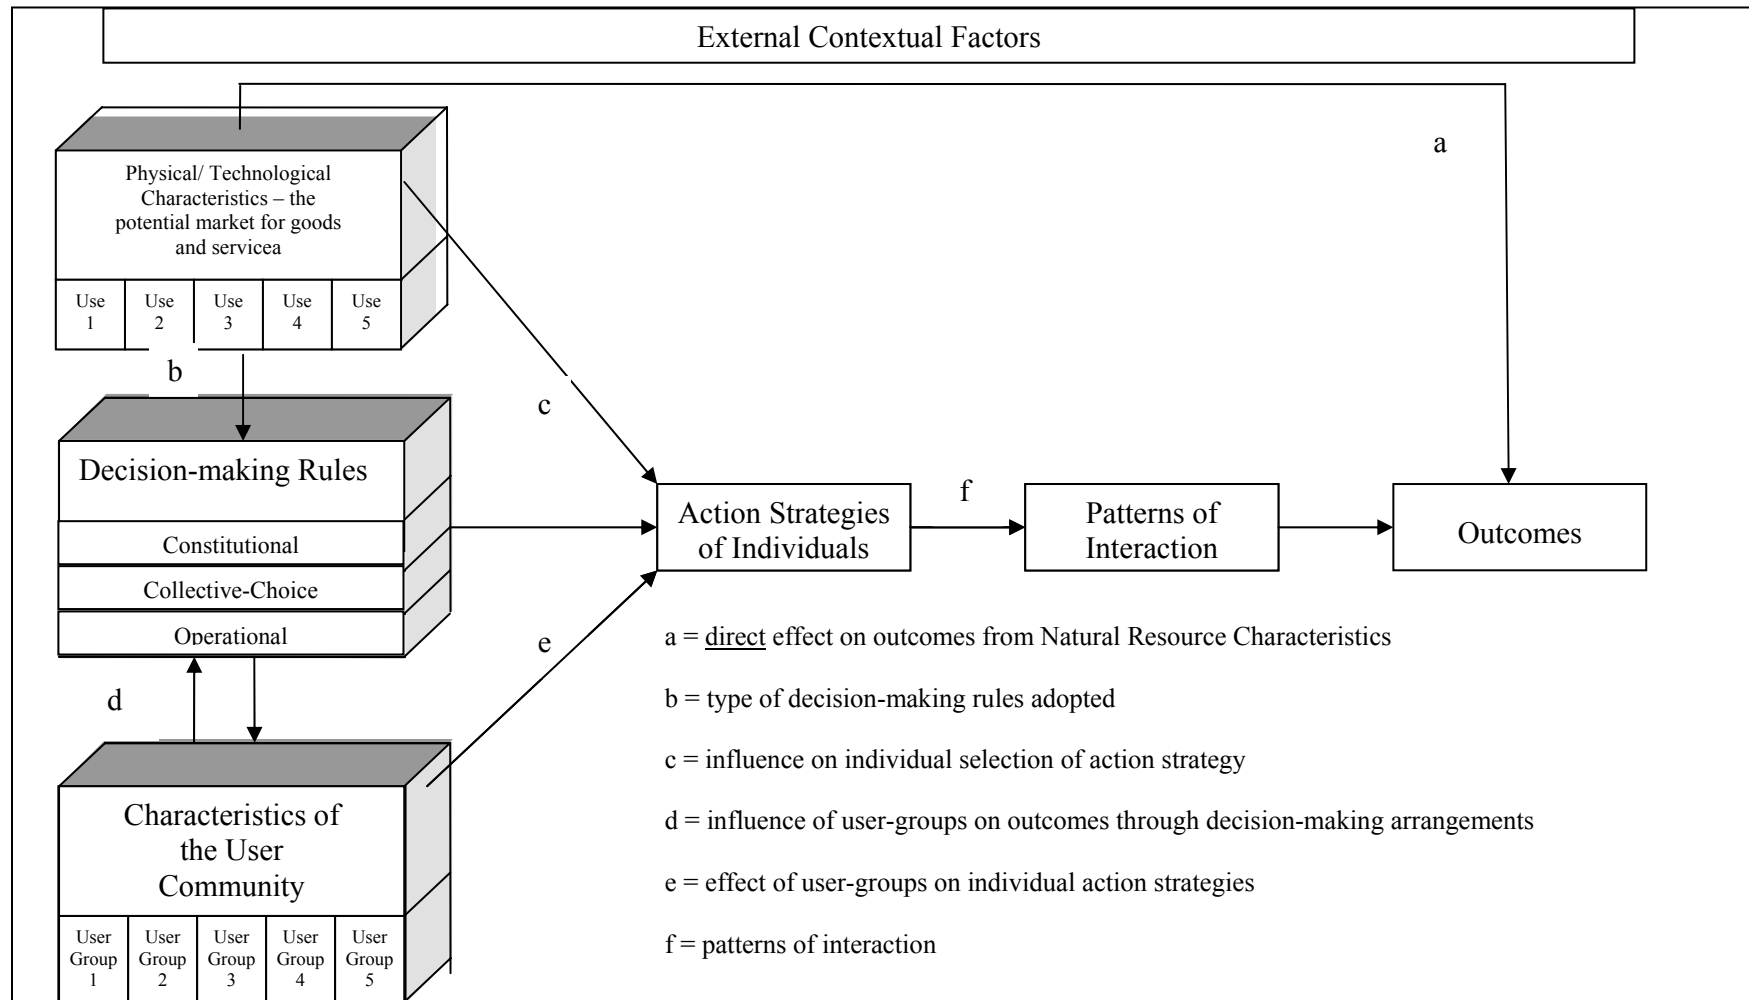 External Contextual Factors
a
Physical/ Technological
Characteristics – the
potential market for goods
and servicea
Use
1
Use
2
Use
3
Use
4
Use
5
b
c
Decision-making Rules
Constitutional
Collective-Choice
Operational
Action Strategies
of Individuals
f
Patterns of
Interaction
Outcomes
d
e
Characteristics of
the User
Community
User
Group
1
User
Group
2
User
Group
3
User
Group
4
User
Group
5
a = direct effect on outcomes from Natural Resource Characteristics
b = type of decision-making rules adopted
c = influence on individual selection of action strategy
d = influence of user-groups on outcomes through decision-making arrangements
e = effect of user-groups on individual action strategies
f = patterns of interaction